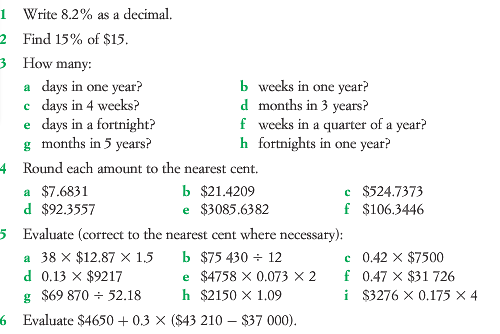 1 Write 8.2% as a decimal.
2 Find 15% of $15.
3 How many:
a days in one year? b weeks in one year?
c days in 4 weeks? d months in 3 years?
e days in a fortnight? f weeks in a quarter of a year?
g months in 5 years? h fortnights in one year?
4 Round each amount to the nearest cent.
a $7.6831 b $21.4209 c $524.7373
d $92.3557 e $3085.6382 f $106.3446
5 Evaluate (correct to the nearest cent where necessary):
a 38 × $12.87 × 1.5 b $75 430 ÷ 12 c 0.42 × $7500
d 0.13 × $9217 e $4758 × 0.073 × 2 f 0.47 × $31 726
g $69 870 ÷ 52.18 h $2150 × 1.09 i $3276 × 0.175 × 4
6 Evaluate $4650 + 0.3 × ($43 210 – $37 000).